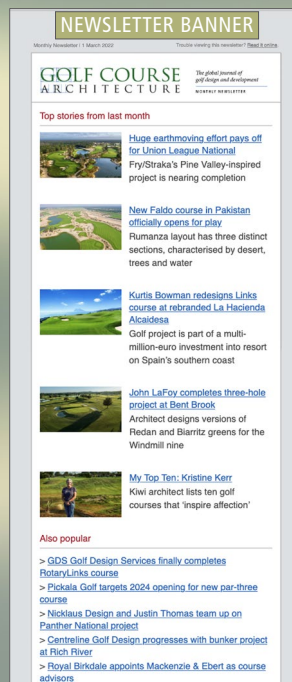 NEWSLETTER BANNER
Monthly Newsletter | 1 March 2022
Trouble viewing this newsletter? Read it online.
GOLF COURSE
ARCHITECTURE
The global journal of
golf design and development
MONTHLY NEWSLETTER
Top stories from last month
Huge earthmoving effort pays off
for Union League National
Fry/Straka's Pine Valley-inspired
project is nearing completion
New Faldo course in Pakistan
officially opens for play
Rumanza layout has three distinct
sections, characterised by desert,
trees and water
Kurtis Bowman redesigns Links
course at rebranded La Hacienda
Alcaidesa
Golf project is part of a multi-
million-euro investment into resort
on Spain's southern coast
John LaFoy completes three-hole
project at Bent Brook
Architect designs versions of
Redan and Biarritz greens for the
Windmill nine
My Top Ten: Kristine Kerr
Kiwi architect lists ten golf
courses that 'inspire affection'
Also popular
> GDS Golf Design Services finally completes
RotaryLinks course
> Pickala Golf targets 2024 opening for new par-three
course
> Nicklaus Design and Justin Thomas team up on
Panther National project
> Centreline Golf Design progresses with bunker project
at Rich River
> Royal Birkdale appoints Mackenzie & Ebert as course
advisors